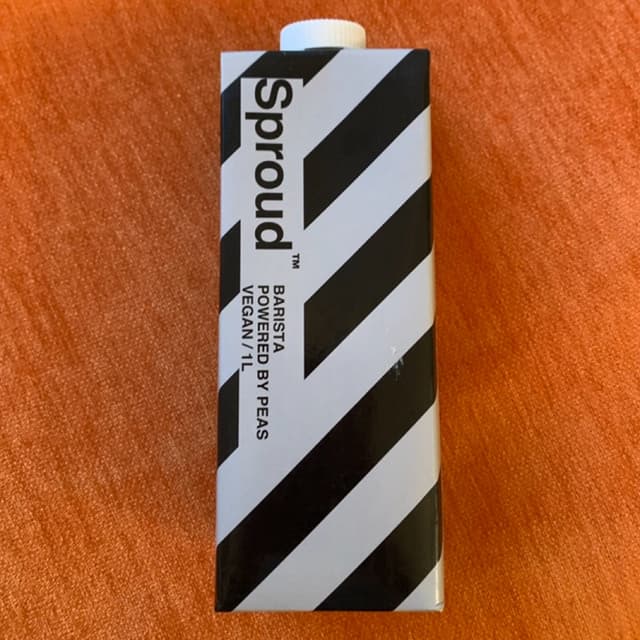 Sproud™
BARISTA
POWERED BY PEAS
VEGAN / 1L